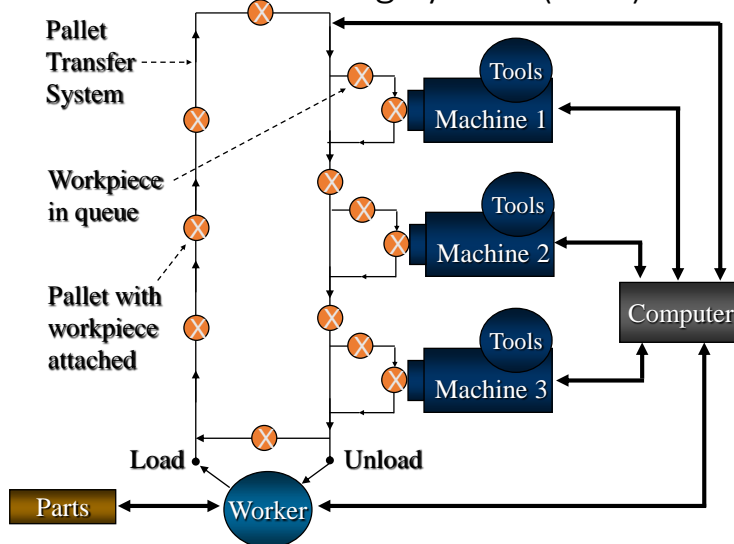 Pallet
Transfer
System
Workpiece
in queue
Pallet with
workpiece
attached
X
X
X
X
X
X
X
X
X
X
X
X
X
Tools
Machine 1
Tools
Machine 2
Tools
Machine 3
Computer
Load
Unload
Parts
Worker